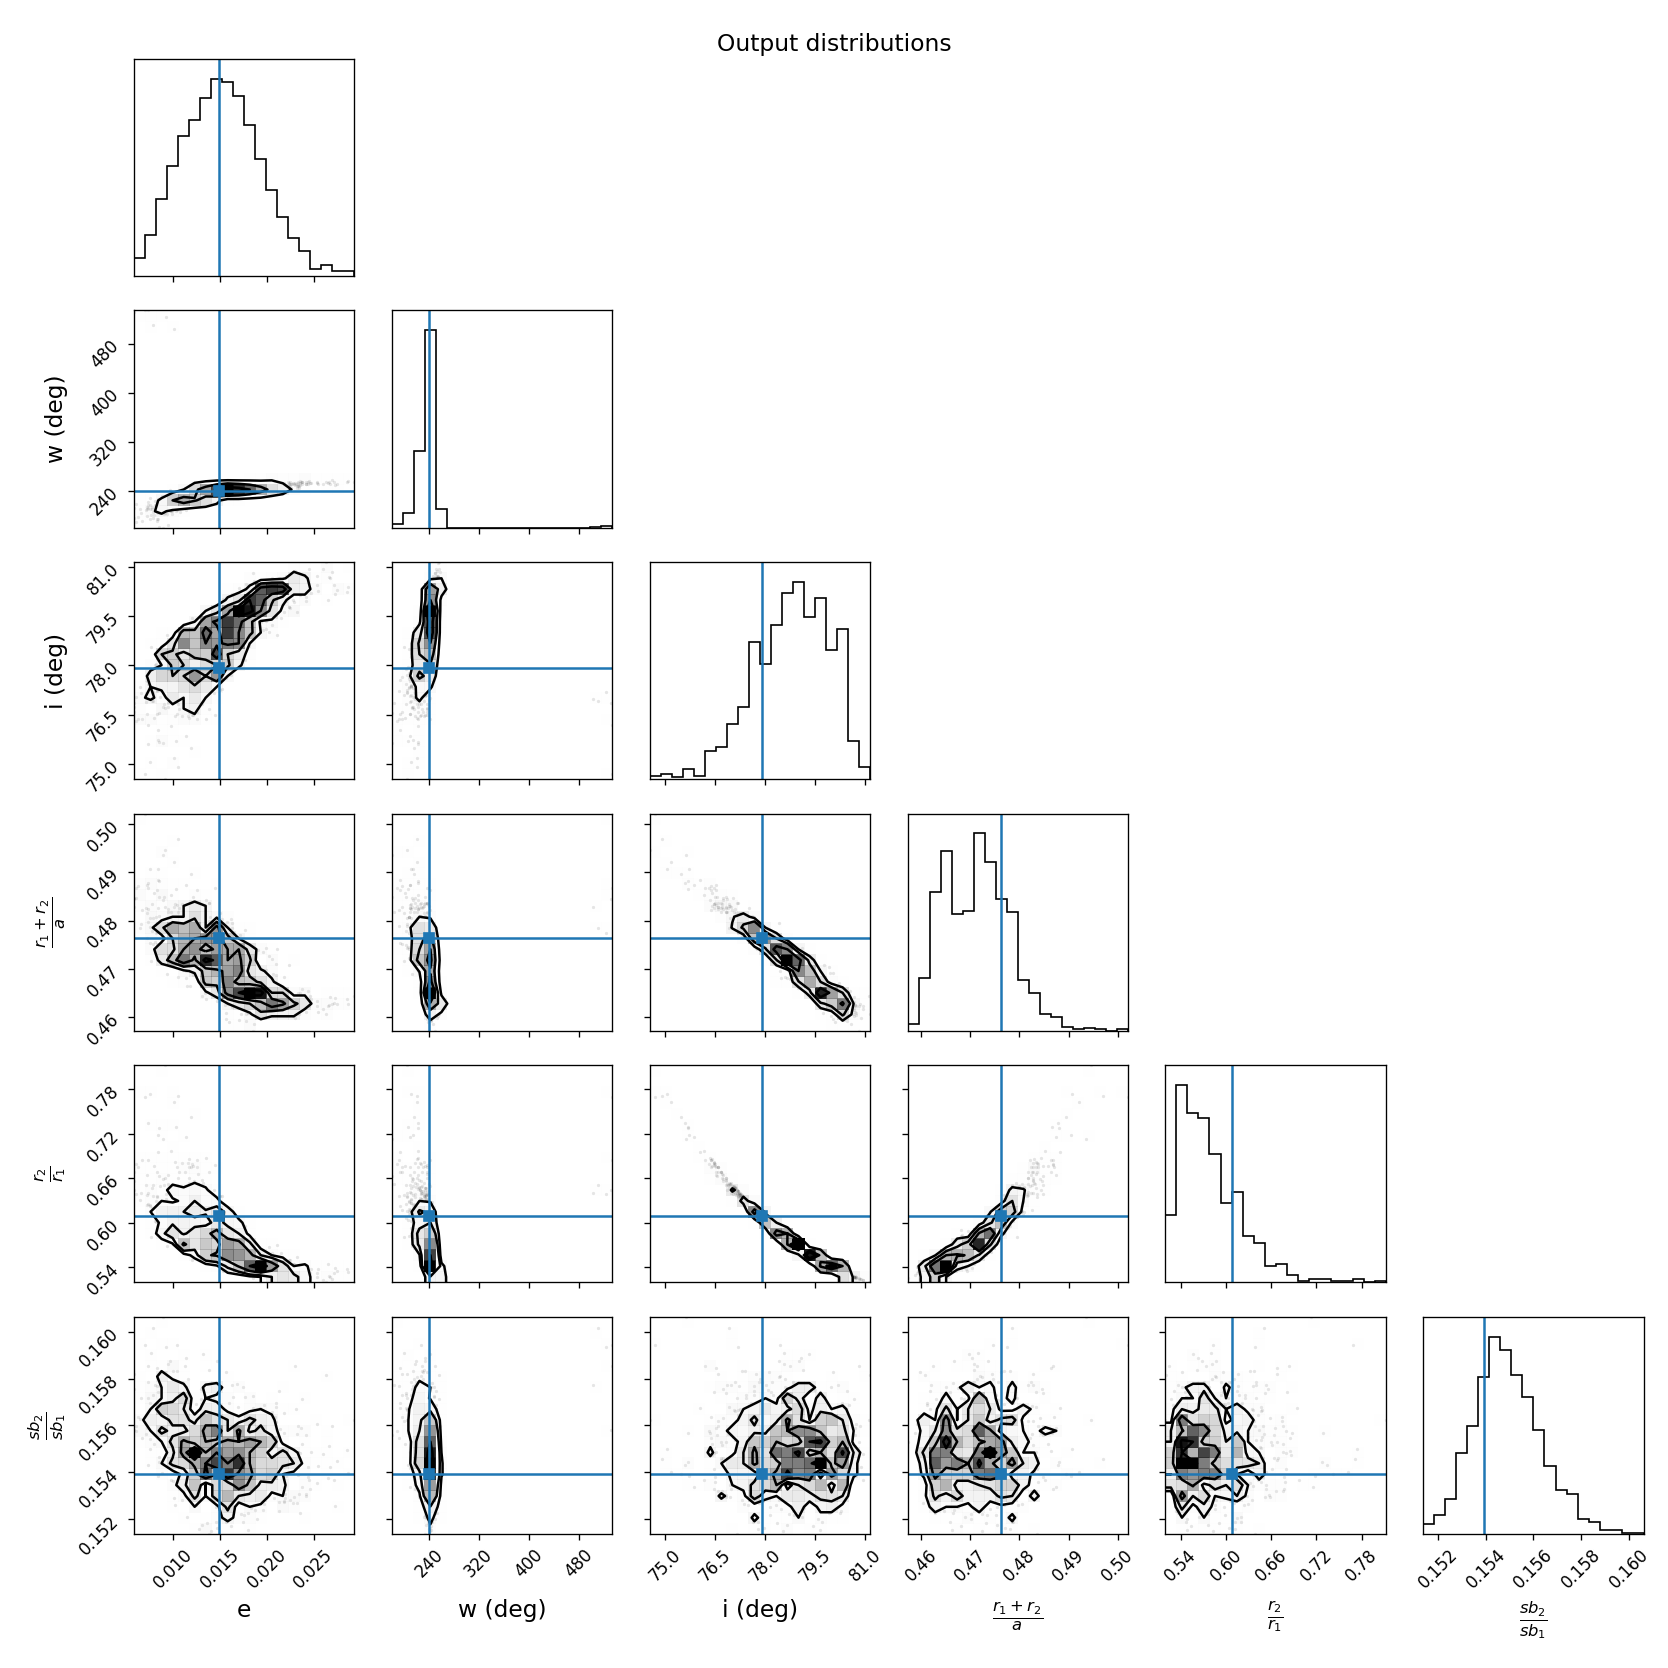 Output distributions
w (deg)
480
400
320
240
i (deg)
81.0
79.5
78.0
76.5
75.0
r₁ + r₂
a
0.50
0.49
0.48
0.47
0.46
r₂
r₁
0.78
0.72
0.66
0.60
0.54
sb₂
sb₁
0.160
0.158
0.156
0.154
0.152
0.010 0.015 0.020 0.025 240 320 400 480 75.0 76.5 78.0 79.5 81.0 0.46 0.47 0.48 0.49 0.50 0.54 0.60 0.66 0.72 0.78 0.152 0.154 0.156 0.158 0.160
e w (deg) i (deg) r₁ + r₂ r₂ sb₂
a r₁ sb₁